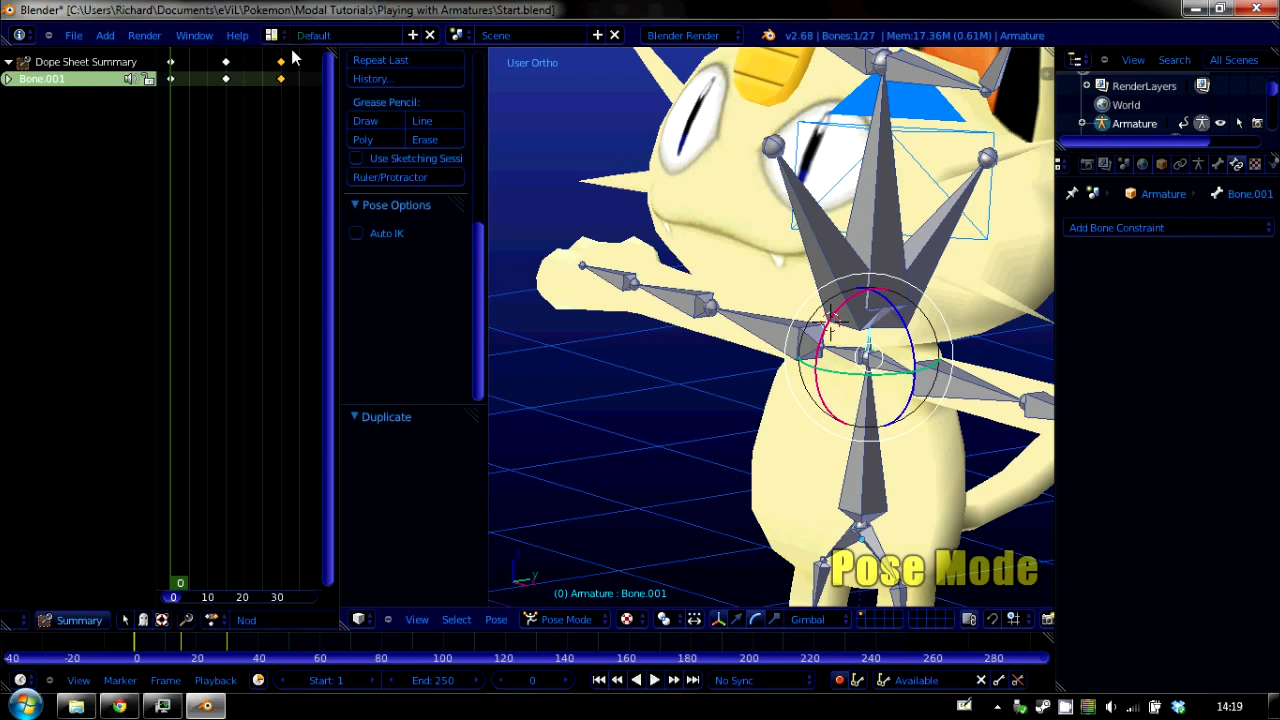 Blender* [C:\Users\Richard\Documents\eViL\Pokemon\Modal Tutorials\Playing with Armatures\Start.blend]
File Add Render Window Help Default Scene Blender Render v2.68 | Bones:1/27 | Mem:17.36M (0.61M) | Armature
Dope Sheet Summary
Bone.001
Repeat Last
History...
Grease Pencil:
Draw Line
Poly Erase
Use Sketching Sessi
Ruler/Protractor
Pose Options
Auto IK
Duplicate
User Ortho
View Search All Scenes
RenderLayers
World
Armature
Armature Bone.001
Add Bone Constraint
Pose Mode
z
y
(0) Armature : Bone.001
0
0 10 20 30
Summary Nod View Select Pose Pose Mode Gimbal
-40 -20 0 20 40 60 80 100 120 140 160 180 200 220 240 260 280
View Marker Frame Playback Start: 1 End: 250 0 No Sync Available
14:19